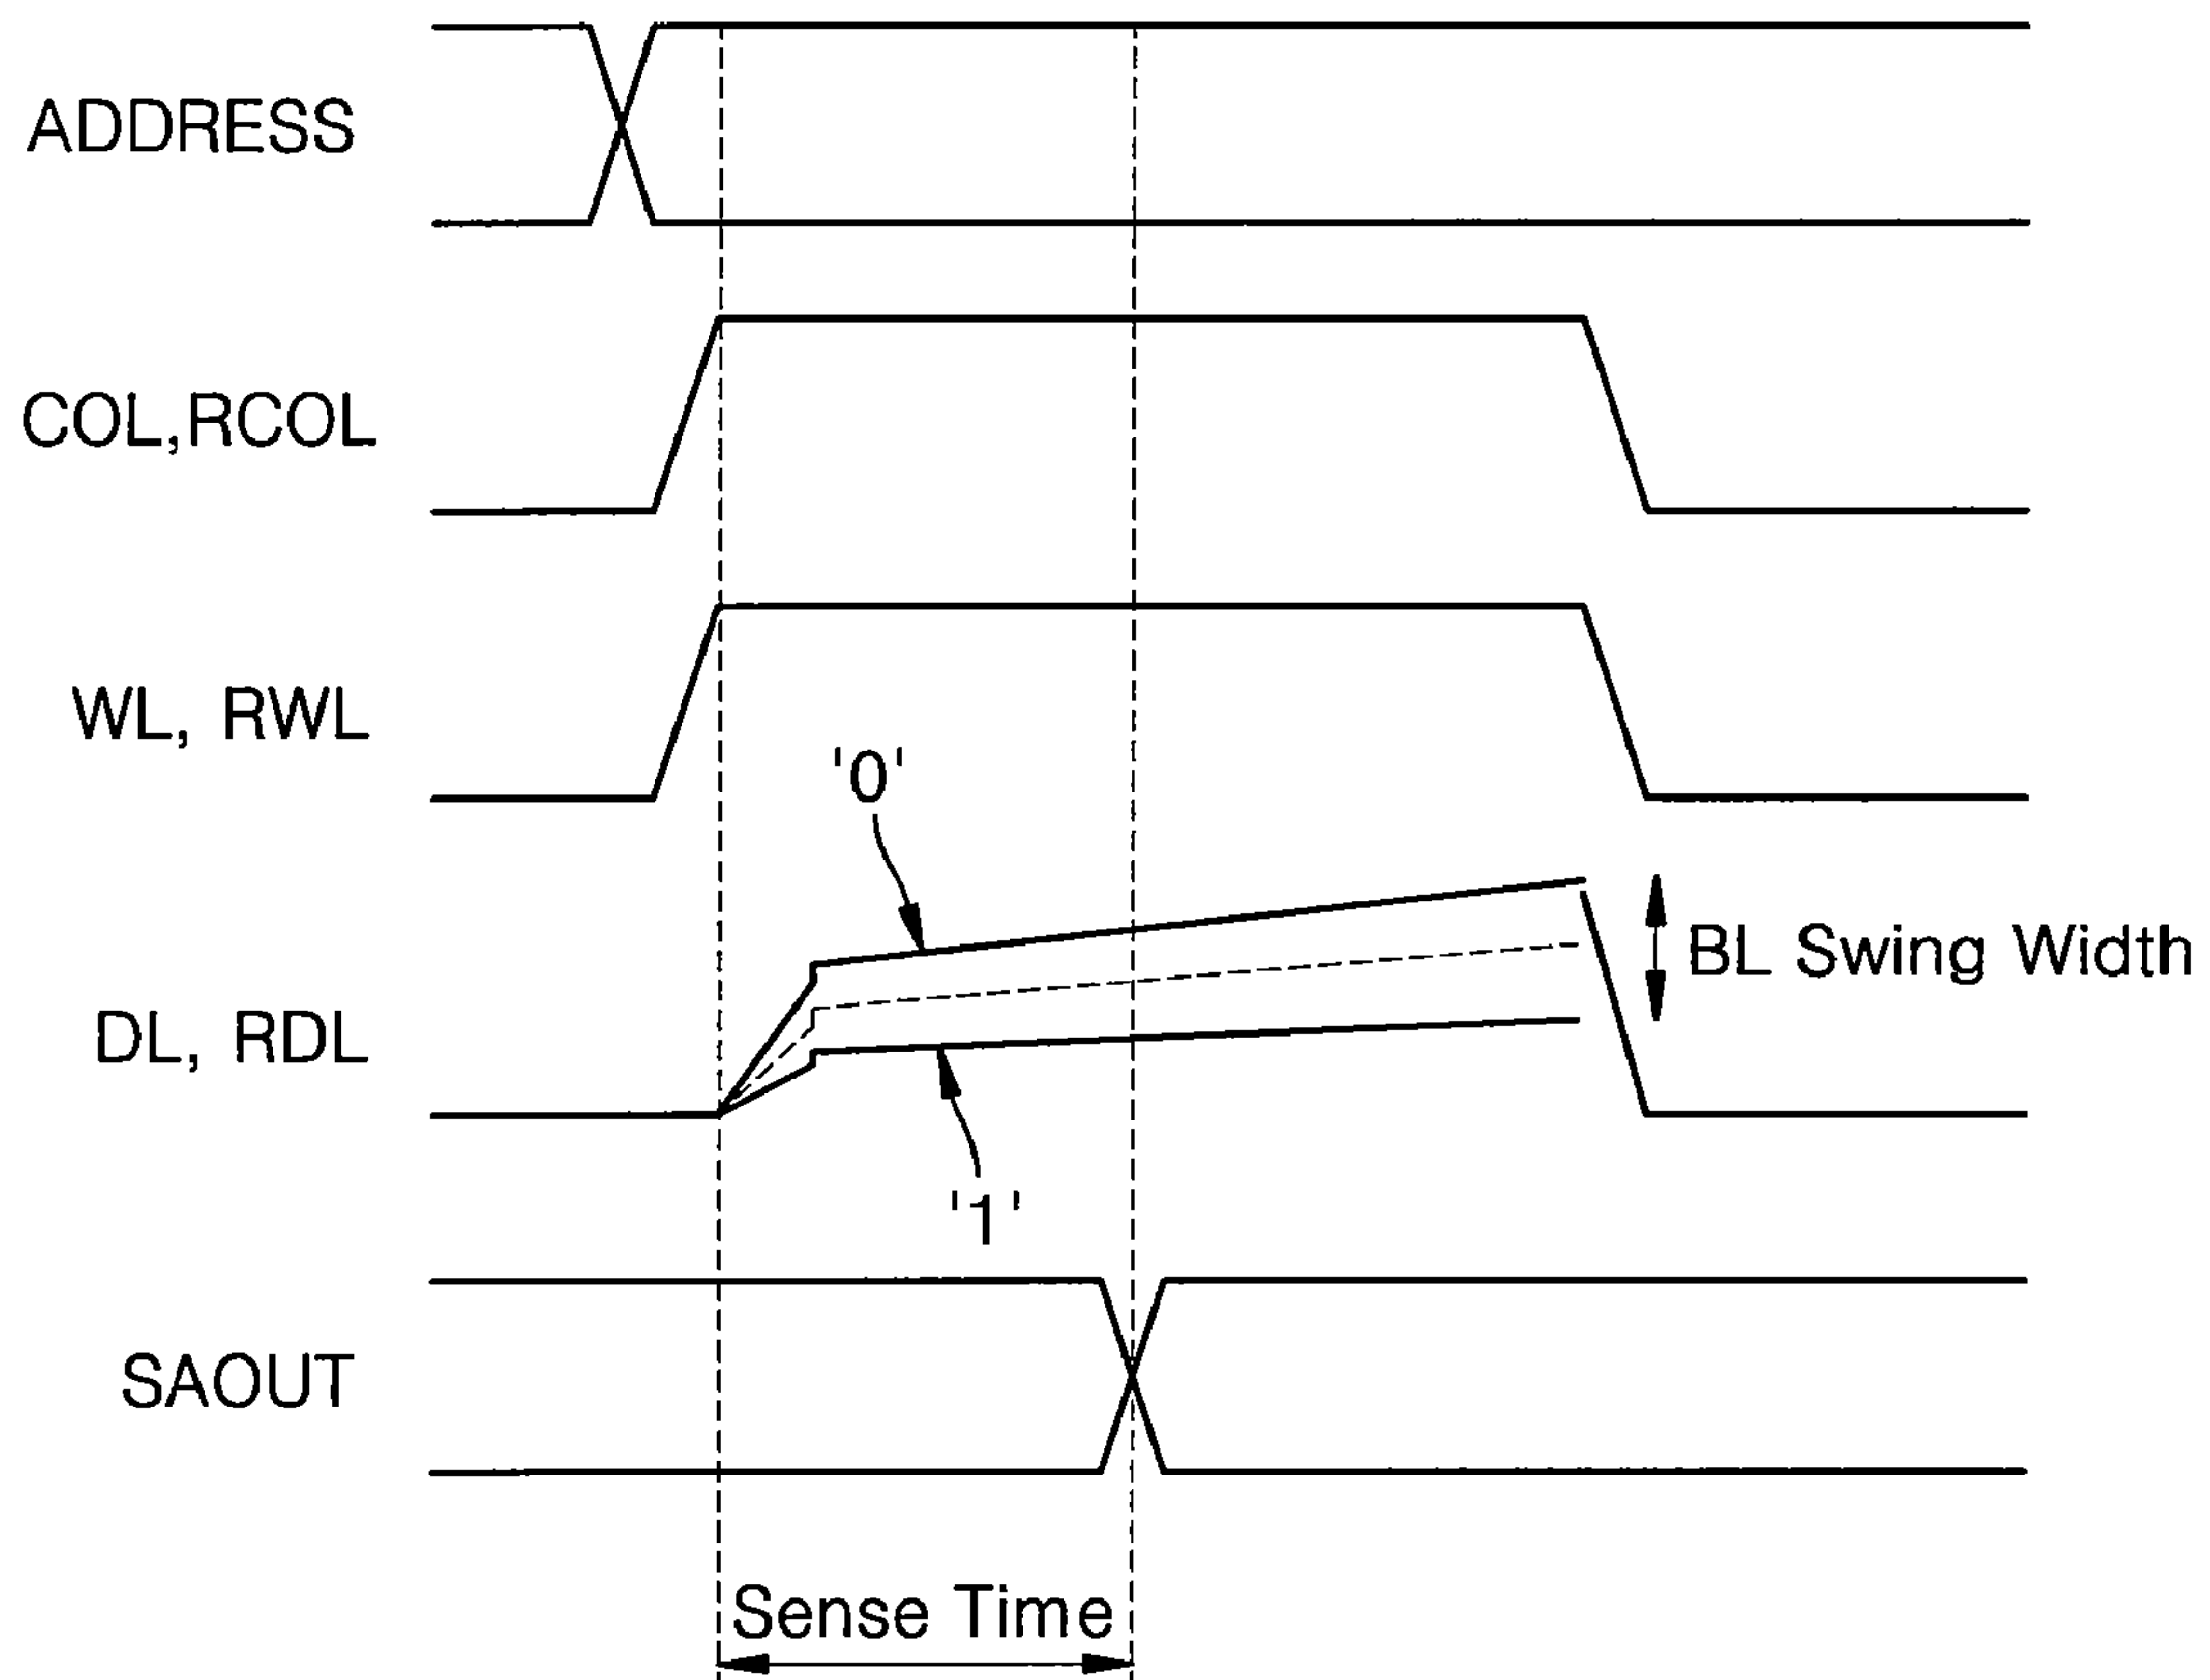 ADDRESS
COL,RCOL
WL, RWL
'0'
BL Swing Width
DL, RDL
'1'
SAOUT
Sense Time